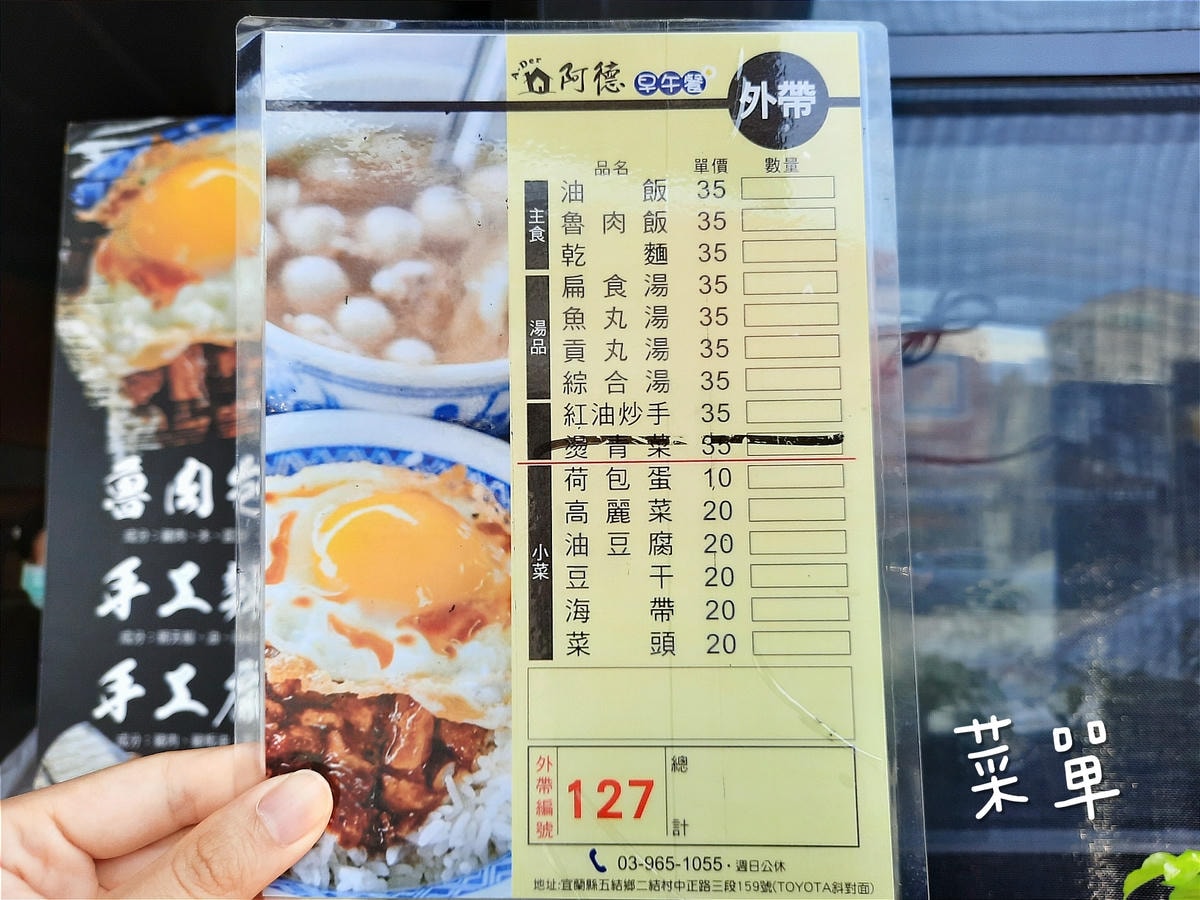 A-Der 阿德 早午餐
外帶
品名 單價 數量
主食
油飯 35
魯肉飯 35
乾麵 35
湯品
扁食湯 35
魚丸湯 35
貢丸湯 35
綜合湯 35
小菜
紅油炒手 35
燙青菜 35
荷包蛋 10
高麗菜 20
油豆腐 20
豆干 20
海帶 20
菜頭 20
外帶編號 127 總計
03-965-1055·週日公休
地址:宜蘭縣五結鄉二結村中正路三段159號(TOYOTA斜對面)
魯肉
手工
手工
菜單